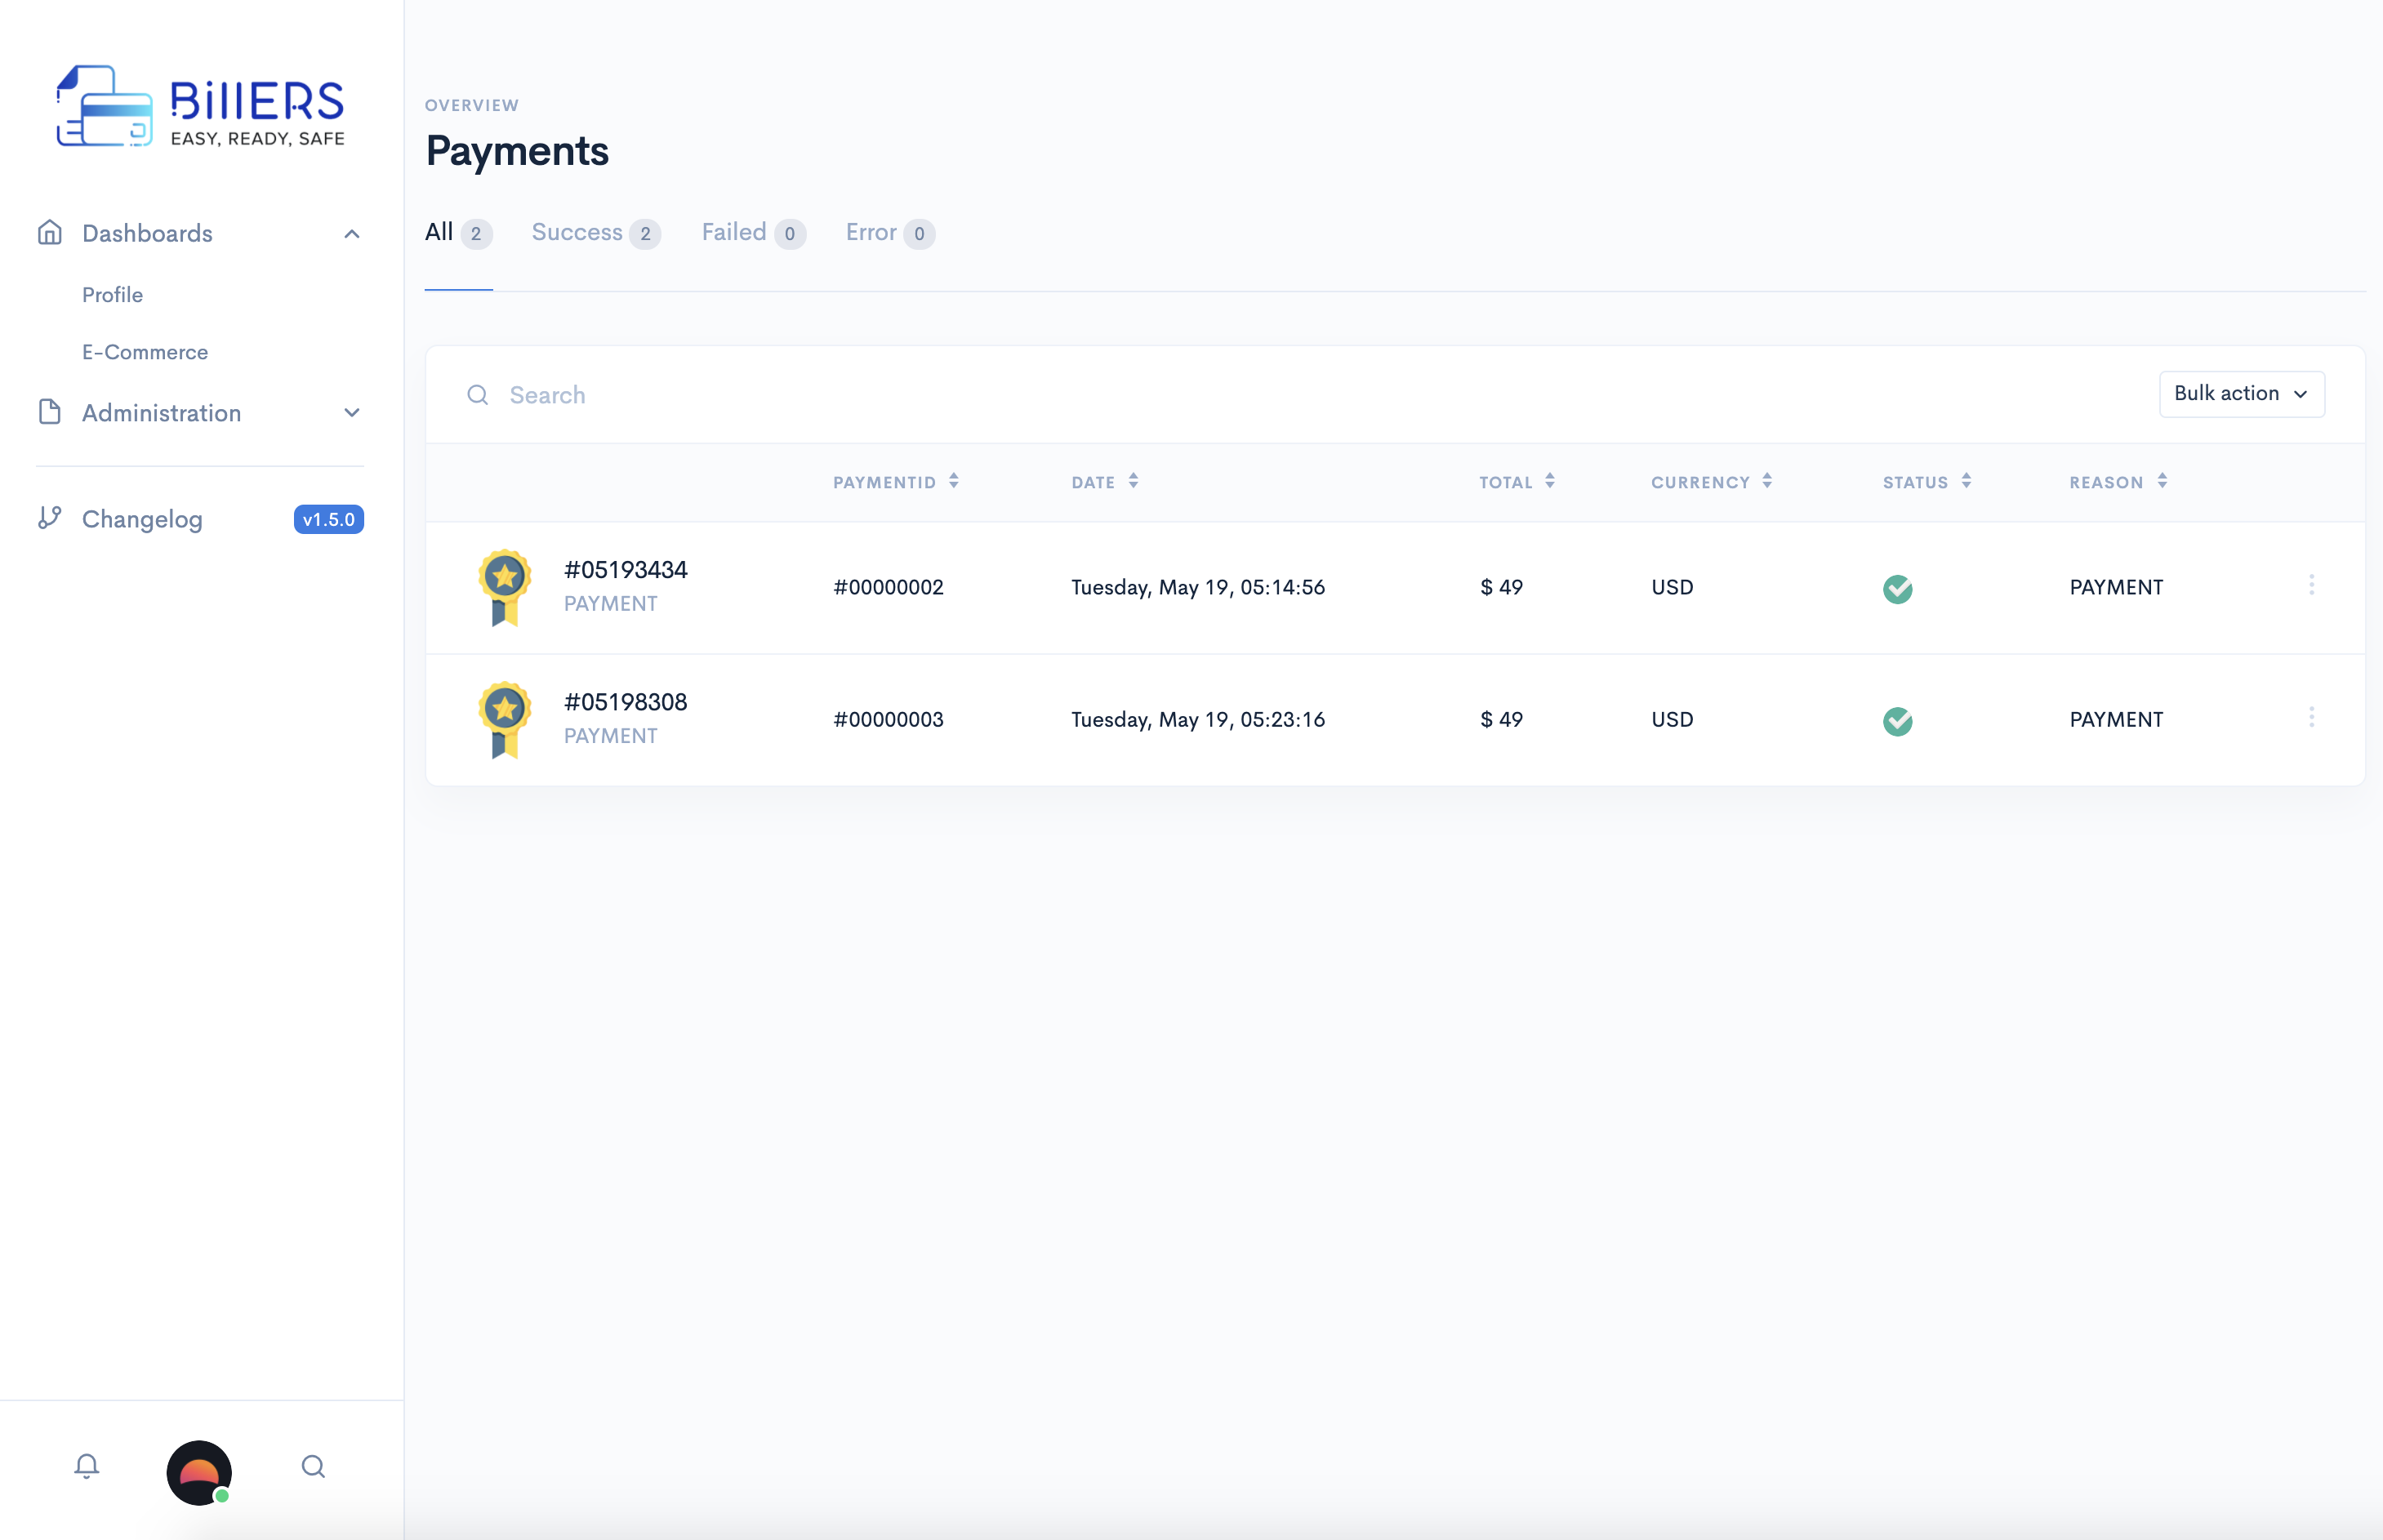 BillERS
EASY, READY, SAFE
Dashboards
Profile
E-Commerce
Administration
Changelog v1.5.0
OVERVIEW
Payments
All 2 Success 2 Failed 0 Error 0
Search Bulk action
PAYMENTID DATE TOTAL CURRENCY STATUS REASON
#05193434
PAYMENT
#00000002 Tuesday, May 19, 05:14:56 $ 49 USD PAYMENT
#05198308
PAYMENT
#00000003 Tuesday, May 19, 05:23:16 $ 49 USD PAYMENT